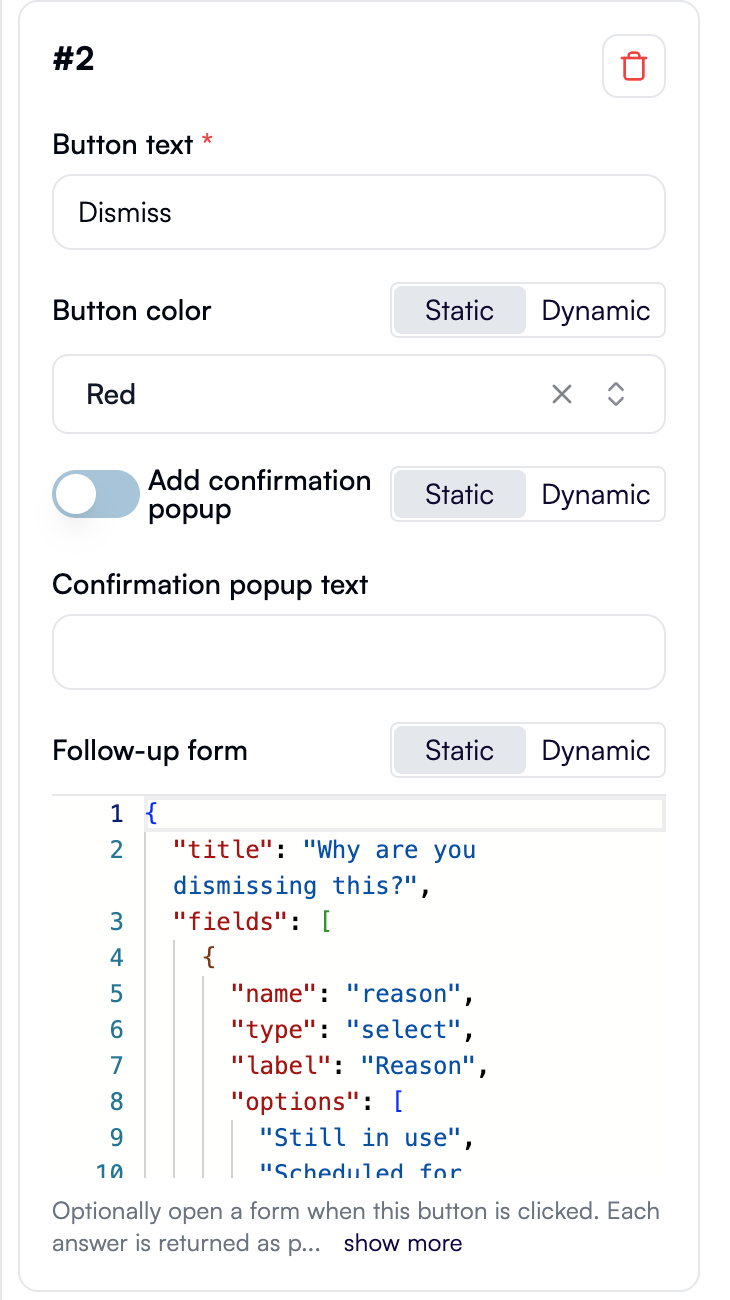 #2
Button text *
Dismiss
Button color
Static Dynamic
Red
Add confirmation
popup
Static Dynamic
Confirmation popup text
Follow-up form
Static Dynamic
1 {
2 "title": "Why are you
dismissing this?",
3 "fields": [
4 {
5 "name": "reason",
6 "type": "select",
7 "label": "Reason",
8 "options": [
9 "Still in use",
10 "Scheduled for
Optionally open a form when this button is clicked. Each
answer is returned as p... show more